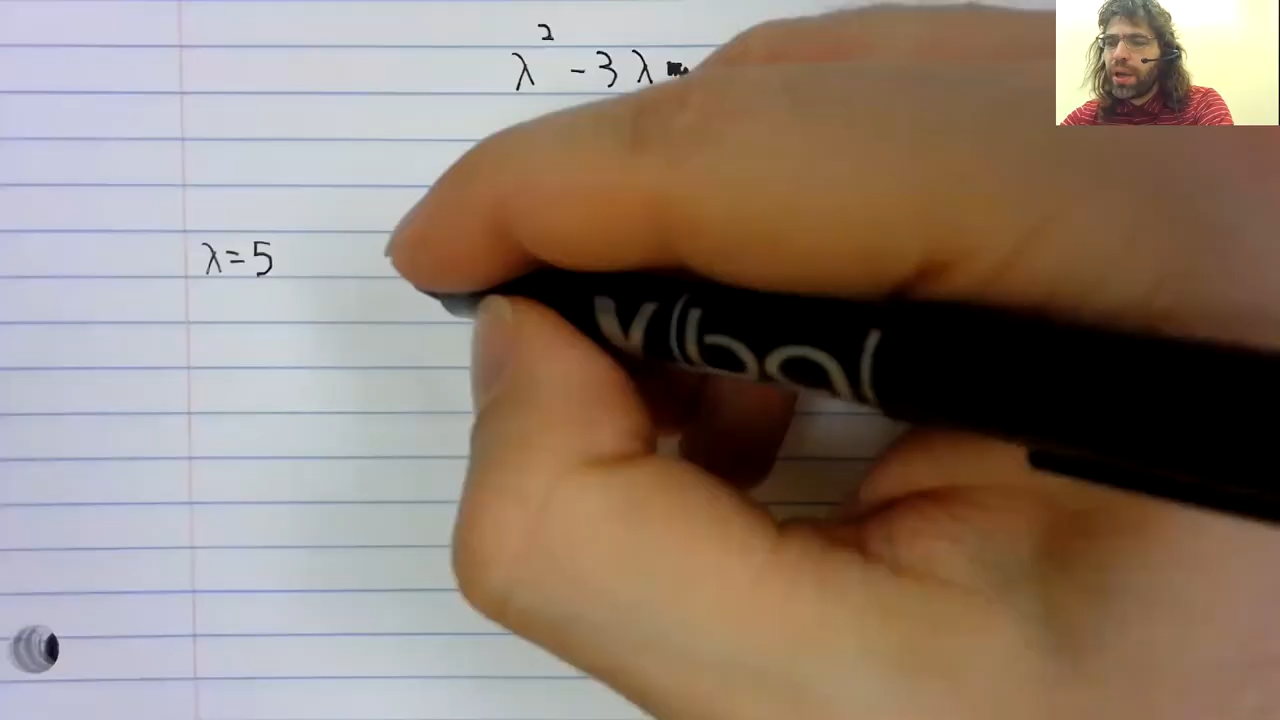 λ² - 3λ
λ = 5